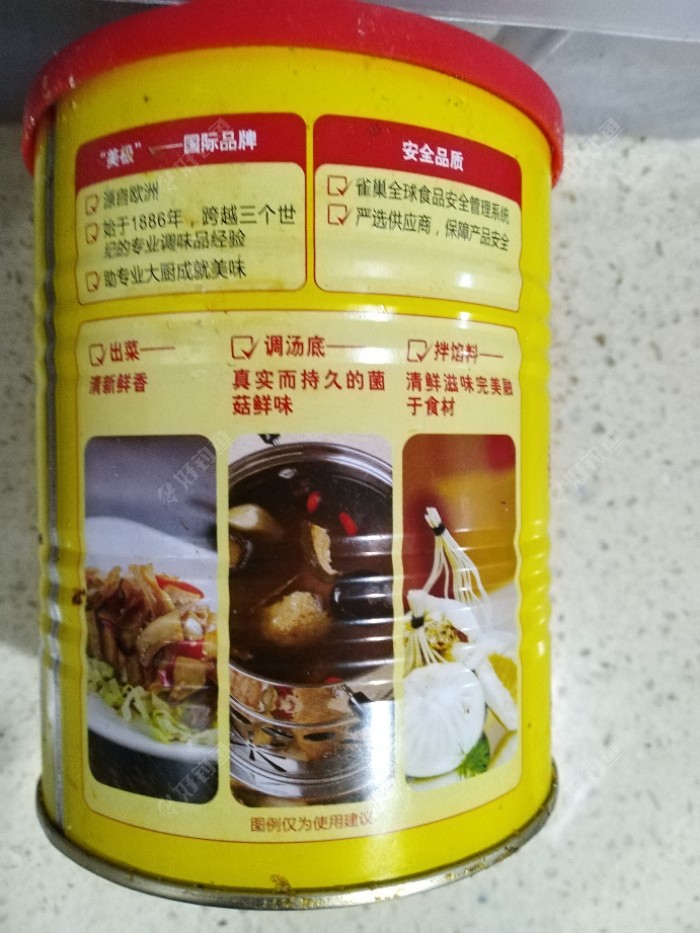 “美极”——国际品牌
源自欧洲
始于1886年，跨越三个世
纪的专业调味品经验
助专业大厨成就美味
安全品质
雀巢全球食品安全管理系统
严选供应商，保障产品安全
出菜——
清新鲜香
调汤底——
真实而持久的菌
菇鲜味
拌馅料——
清鲜滋味完美融
于食材
图例仅为使用建议